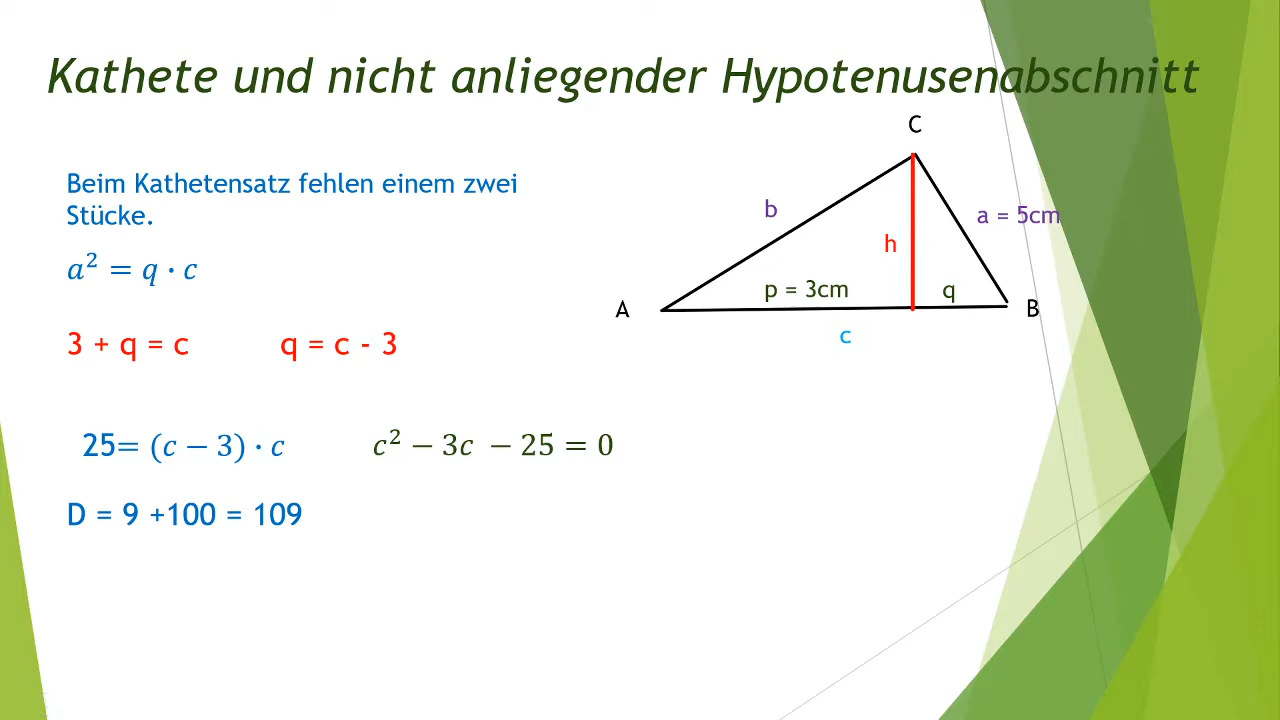 Kathete und nicht anliegender Hypotenusenabschnitt
Beim Kathetensatz fehlen einem zwei
Stücke.
a² = q · c
3 + q = c q = c - 3
25= (c − 3) · c c² − 3c − 25 = 0
D = 9 +100 = 109
C
b
a = 5cm
h
p = 3cm
q
A
B
c